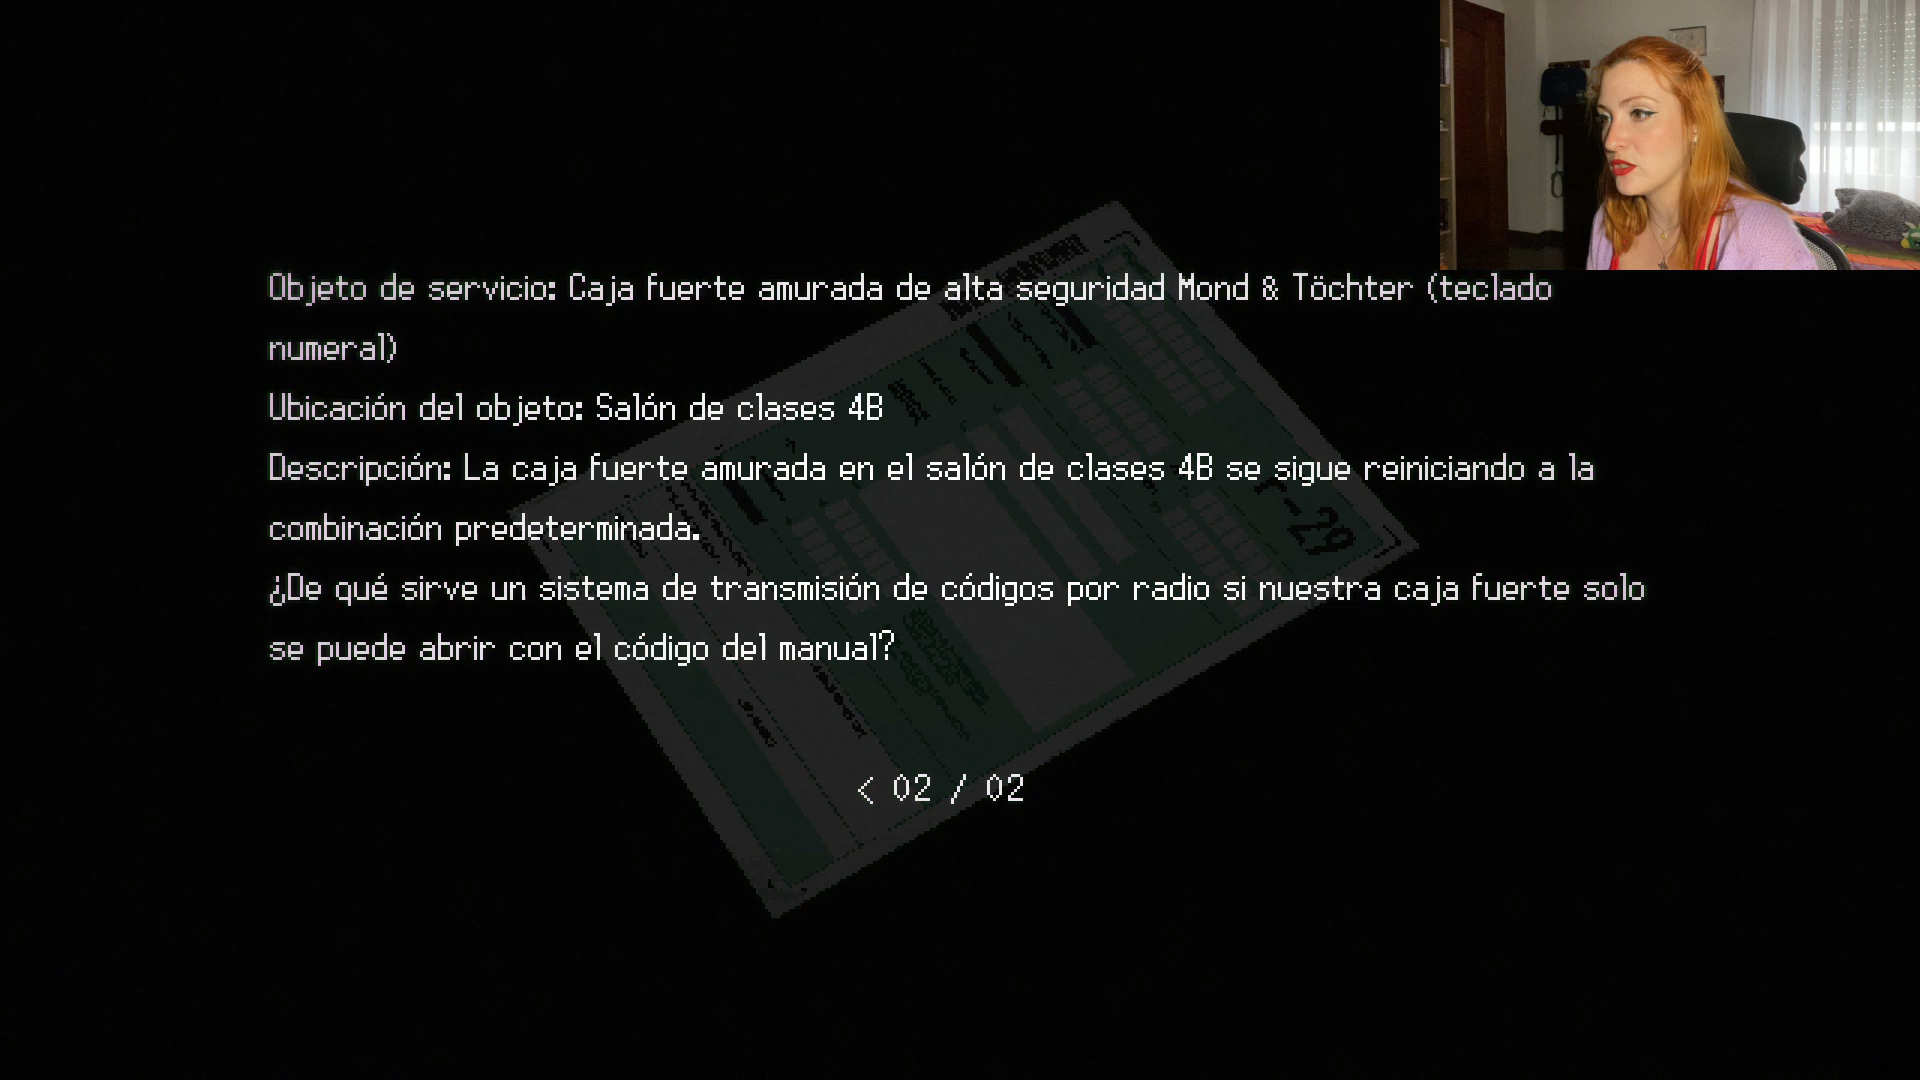 Objeto de servicio: Caja fuerte amurada de alta seguridad Mond & Töchter (teclado
numeral)
Ubicación del objeto: Salón de clases 4B
Descripción: La caja fuerte amurada en el salón de clases 4B se sigue reiniciando a la
combinación predeterminada.
¿De qué sirve un sistema de transmisión de códigos por radio si nuestra caja fuerte solo
se puede abrir con el código del manual?
< 02 / 02